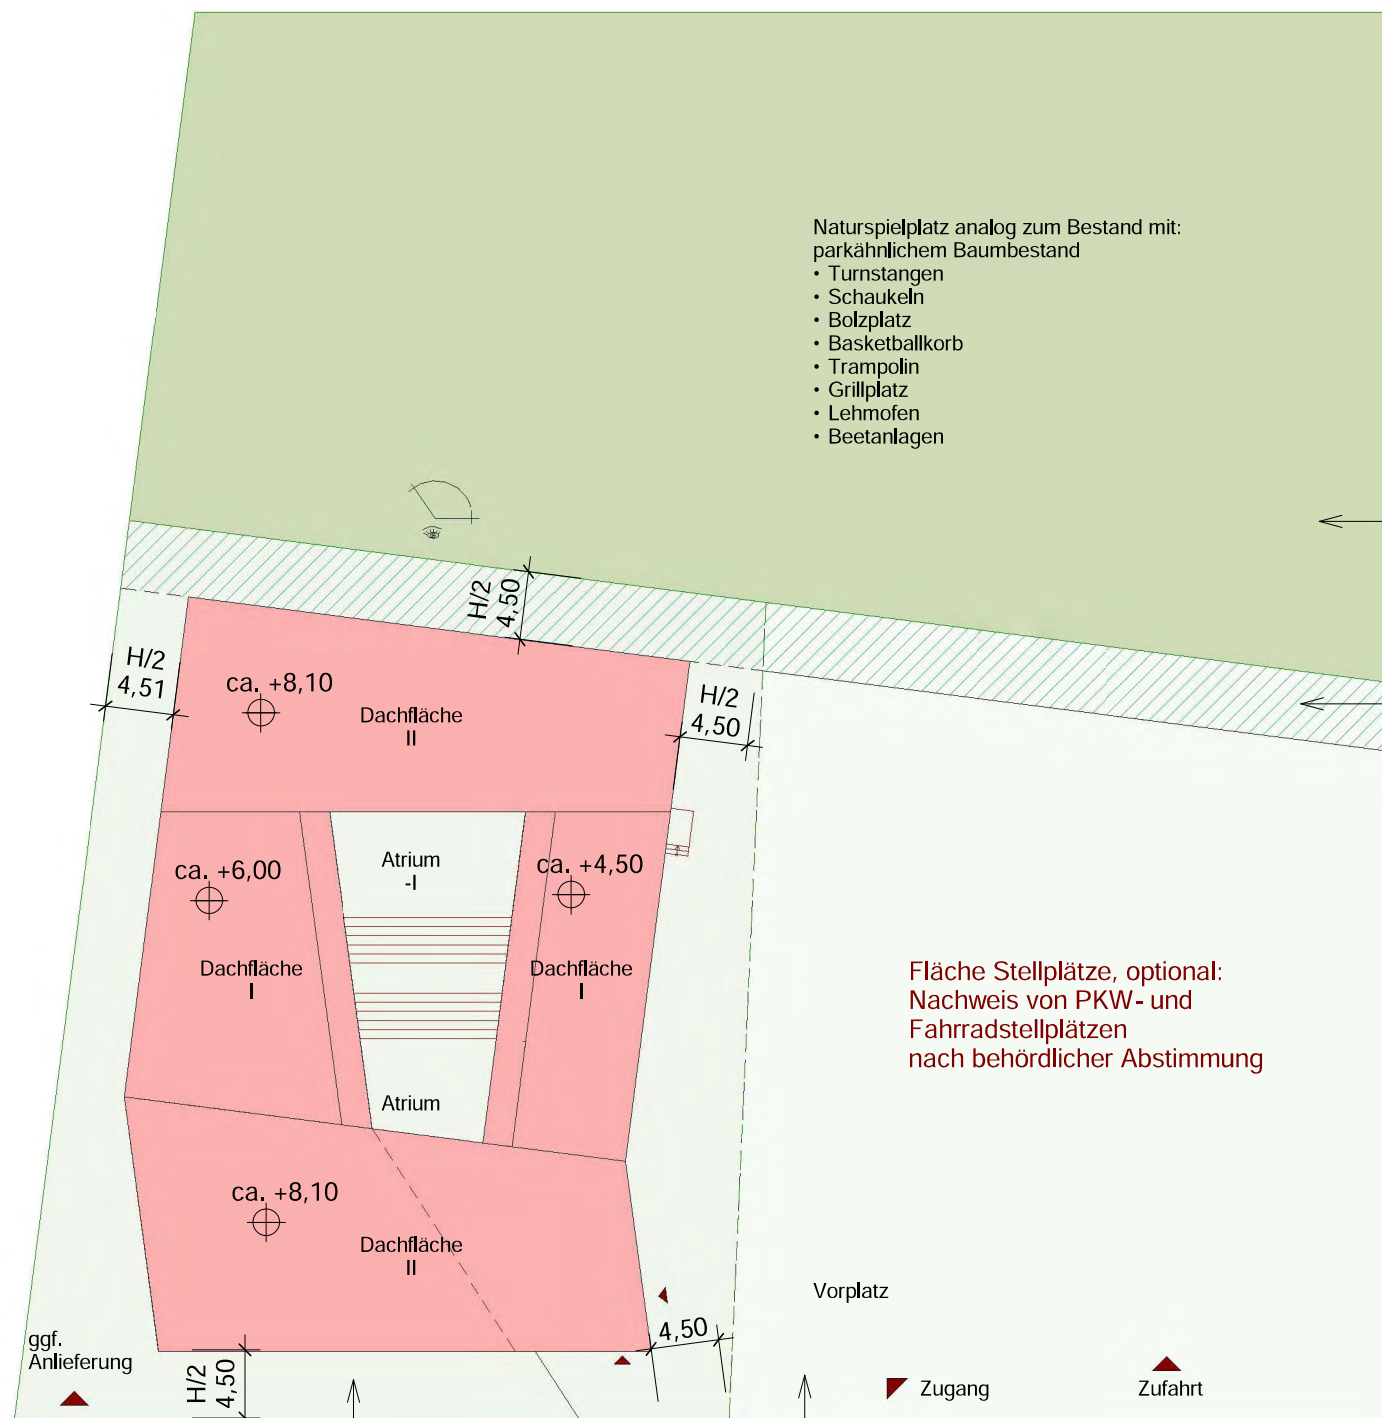 Naturspielplatz analog zum Bestand mit:
parkähnlichem Baumbestand
• Turnstangen
• Schaukeln
• Bolzplatz
• Basketballkorb
• Trampolin
• Grillplatz
• Lehmofen
• Beetanlagen
H/2
4,50
H/2
4,51
ca. +8,10
Dachfläche
II
H/2
4,50
ca. +6,00
Atrium
-I
ca. +4,50
Dachfläche
I
Dachfläche
I
Fläche Stellplätze, optional:
Nachweis von PKW- und
Fahrradstellplätzen
nach behördlicher Abstimmung
Atrium
ca. +8,10
Dachfläche
II
Vorplatz
4,50
ggf.
Anlieferung
H/2
4,50
Zugang
Zufahrt